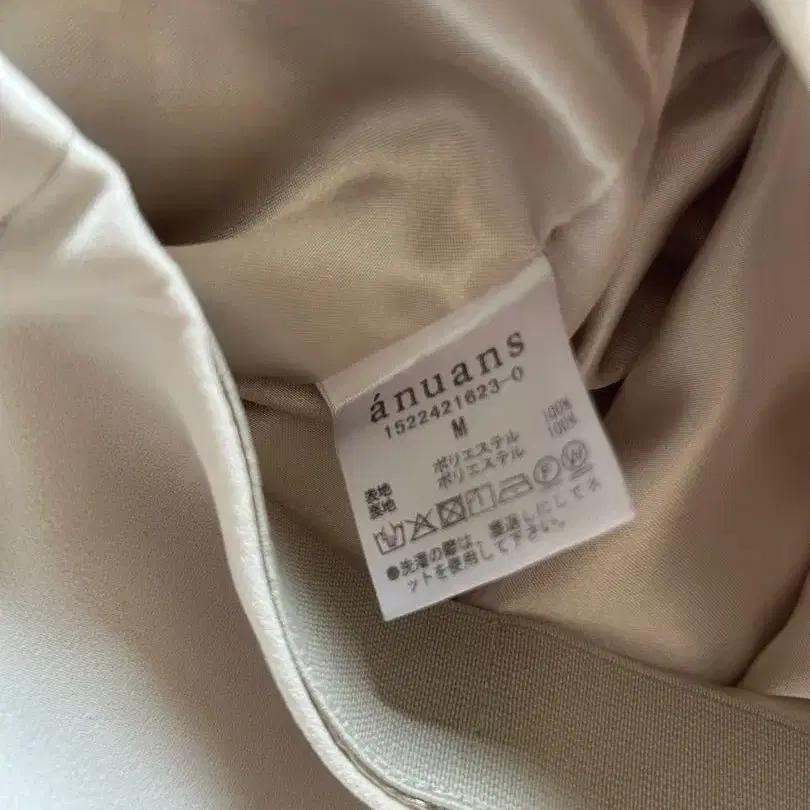 ánuans
1522421623-0
M
表地 ポリエステル 100%
裏地 ポリエステル 100%
F W
●洗濯の際は、裏返しにしてネ
ットを使用して下さい。